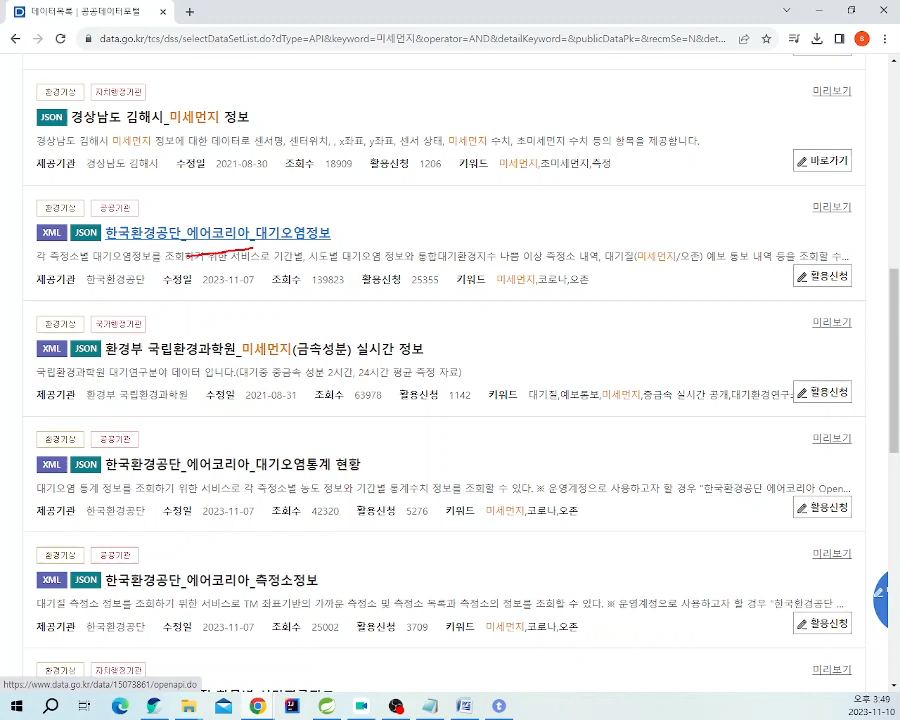 데이터목록 | 공공데이터포털
data.go.kr/tcs/dss/selectDataSetList.do?dType=API&keyword=미세먼지&operator=AND&detailKeyword=&publicDataPk=&recmSe=N&det...
s
환경기상 자치행정기관 미리보기
JSON 경상남도 김해시_미세먼지 정보
경상남도 김해시 미세먼지 정보에 대한 데이터로 센서명, 센터위치, , x좌표, y좌표, 센서 상태, 미세먼지 수치, 초미세먼지 수치 등의 항목을 제공합니다.
제공기관 경상남도 김해시 수정일 2021-08-30 조회수 18909 활용신청 1206 키워드 미세먼지,초미세먼지,측정 바로가기
환경기상 공공기관 미리보기
XML JSON 한국환경공단_에어코리아_대기오염정보
각 측정소별 대기오염정보를 조회하기 위한 서비스로 기간별, 시도별 대기오염 정보와 통합대기환경지수 나쁨 이상 측정소 내역, 대기질(미세먼지/오존) 예보 통보 내역 등을 조회할 수...
제공기관 한국환경공단 수정일 2023-11-07 조회수 139823 활용신청 25355 키워드 미세먼지,코로나,오존 활용신청
환경기상 국가행정기관 미리보기
XML JSON 환경부 국립환경과학원_미세먼지(금속성분) 실시간 정보
국립환경과학원 대기연구분야 데이터 입니다.(대기중 중금속 성분 2시간, 24시간 평균 측정 자료)
제공기관 환경부 국립환경과학원 수정일 2021-08-31 조회수 63978 활용신청 1142 키워드 대기질,예보통보,미세먼지,중금속 실시간 공개,대기환경연구소 활용신청
환경기상 공공기관 미리보기
XML JSON 한국환경공단_에어코리아_대기오염통계 현황
대기오염 통계 정보를 조회하기 위한 서비스로 각 측정소별 농도 정보와 기간별 통계수치 정보를 조회할 수 있다. ※ 운영계정으로 사용하고자 할 경우 "한국환경공단 에어코리아 Open...
제공기관 한국환경공단 수정일 2023-11-07 조회수 42320 활용신청 5276 키워드 미세먼지,코로나,오존 활용신청
환경기상 공공기관 미리보기
XML JSON 한국환경공단_에어코리아_측정소정보
대기질 측정소 정보를 조회하기 위한 서비스로 TM 좌표기반의 가까운 측정소 및 측정소 목록과 측정소의 정보를 조회할 수 있다. ※ 운영계정으로 사용하고자 할 경우 "한국환경공단 ...
제공기관 한국환경공단 수정일 2023-11-07 조회수 25002 활용신청 3709 키워드 미세먼지,코로나,오존 활용신청
환경기상 자치행정기관 미리보기
https://www.data.go.kr/data/15073861/openapi.do
오후 3:49
2023-11-10